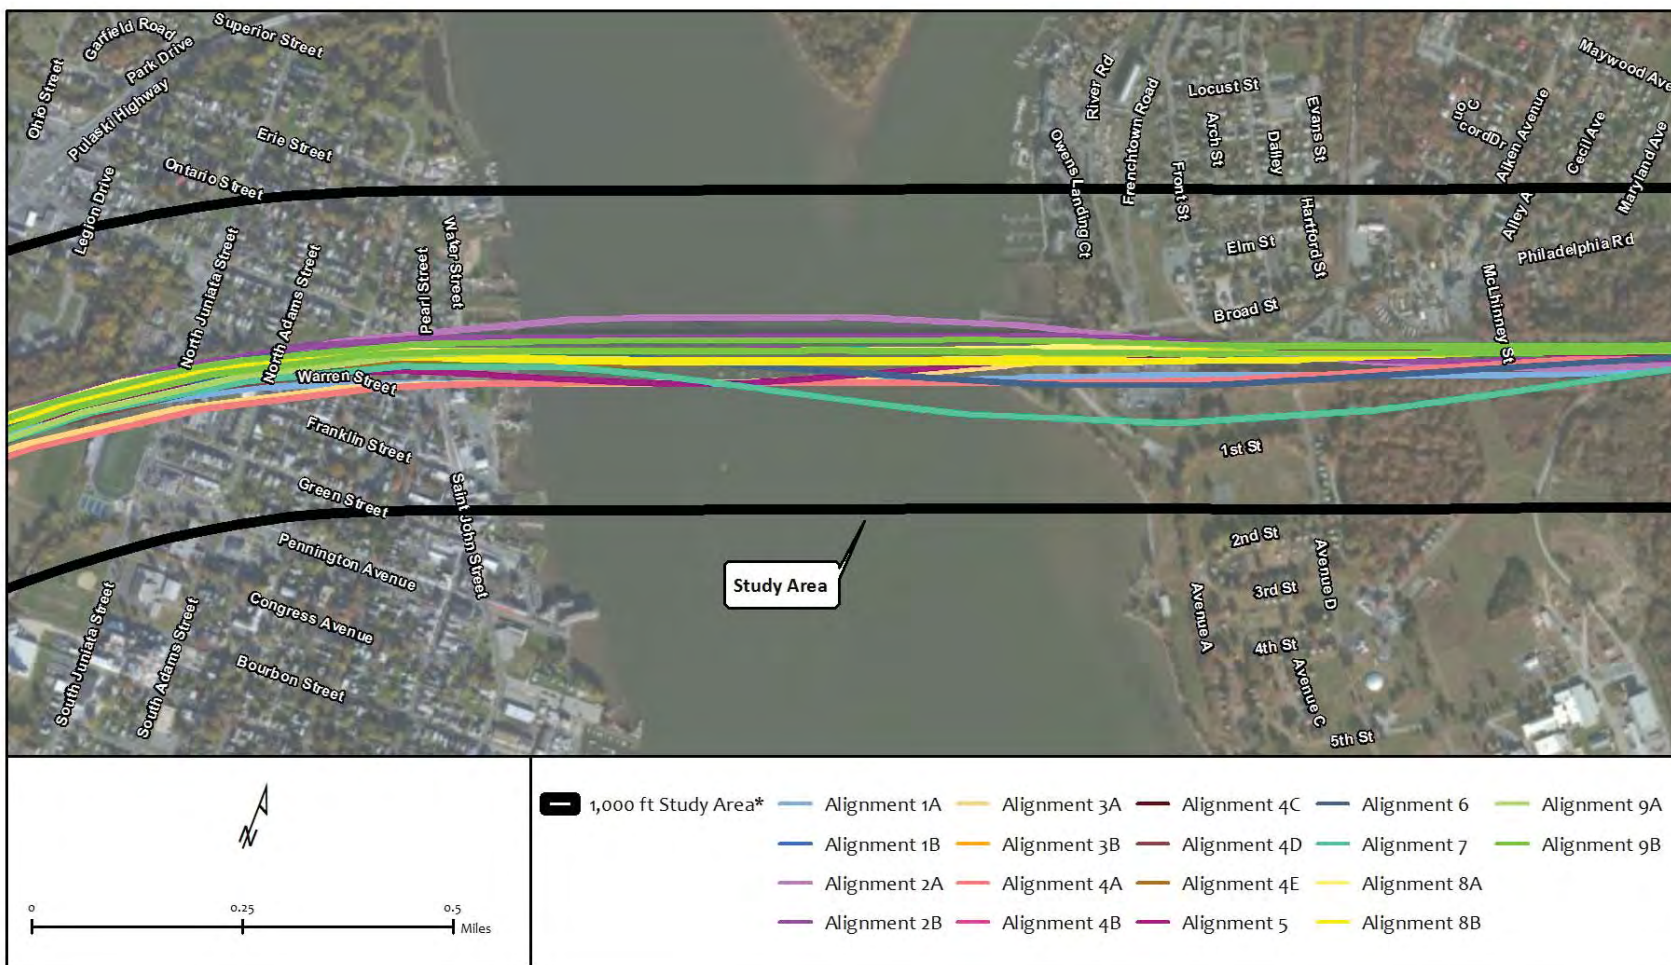 Garfield Road
Superior Street
Park Drive
Ohio Street
Pulaski Highway
Erie Street
Ontario Street
Legion Drive
North Juniata Street
North Adams Street
Pearl Street
Water Street
Warren Street
Franklin Street
Green Street
Saint John Street
Pennington Avenue
Congress Avenue
Bourbon Street
South Juniata Street
South Adams Street
River Rd
Frenchtown Road
Owens Landing Ct
Locust St
Arch St
Dalley
Evans St
Front St
Elm St
Hartford St
Broad St
Maywood Ave
Con
cord Dr
Aiken Avenue
Cecil Ave
Maryland Ave
Alley A
Philadelphia Rd
McLhinney St
1st St
2nd St
3rd St
4th St
5th St
Avenue A
Avenue D
Avenue C
Study Area
N
0 0.25 0.5
Miles
1,000 ft Study Area*
Alignment 1A
Alignment 1B
Alignment 2A
Alignment 2B
Alignment 3A
Alignment 3B
Alignment 4A
Alignment 4B
Alignment 4C
Alignment 4D
Alignment 4E
Alignment 5
Alignment 6
Alignment 7
Alignment 8A
Alignment 8B
Alignment 9A
Alignment 9B